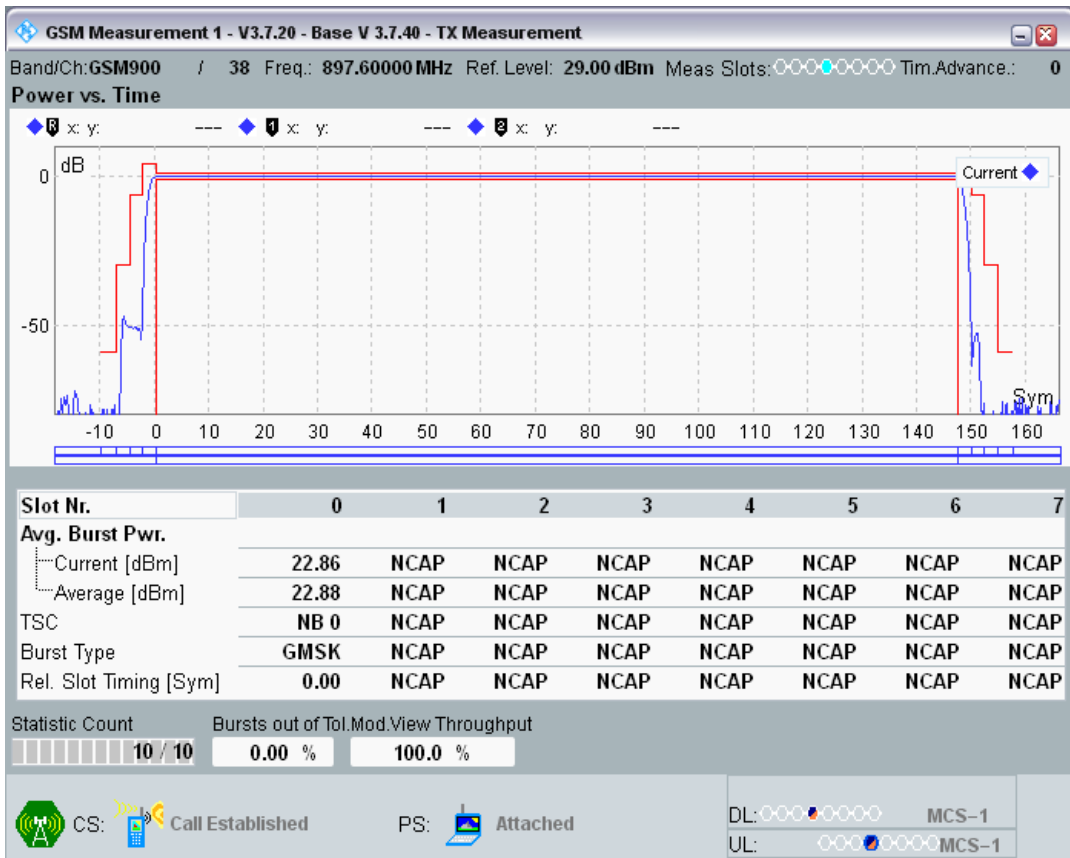 GSM Measurement 1 - V3.7.20 - Base V 3.7.40 - TX Measurement
Band/Ch:GSM900 / 38 Freq.: 897.60000 MHz Ref. Level: 29.00 dBm Meas Slots: Tim.Advance.: 0
Power vs. Time
R x: y: --- 1 x: y: --- 2 x: y: ---
dB
Current
0
-50
Sym
-10 0 10 20 30 40 50 60 70 80 90 100 110 120 130 140 150 160
Slot Nr. 0 1 2 3 4 5 6 7
Avg. Burst Pwr.
Current [dBm] 22.86 NCAP NCAP NCAP NCAP NCAP NCAP NCAP
Average [dBm] 22.88 NCAP NCAP NCAP NCAP NCAP NCAP NCAP
TSC NB 0 NCAP NCAP NCAP NCAP NCAP NCAP NCAP
Burst Type GMSK NCAP NCAP NCAP NCAP NCAP NCAP NCAP
Rel. Slot Timing [Sym] 0.00 NCAP NCAP NCAP NCAP NCAP NCAP NCAP
Statistic Count Bursts out of Tol.Mod.View Throughput
10 / 10 0.00 % 100.0 %
CS: Call Established PS: Attached
DL: MCS-1
UL: MCS-1